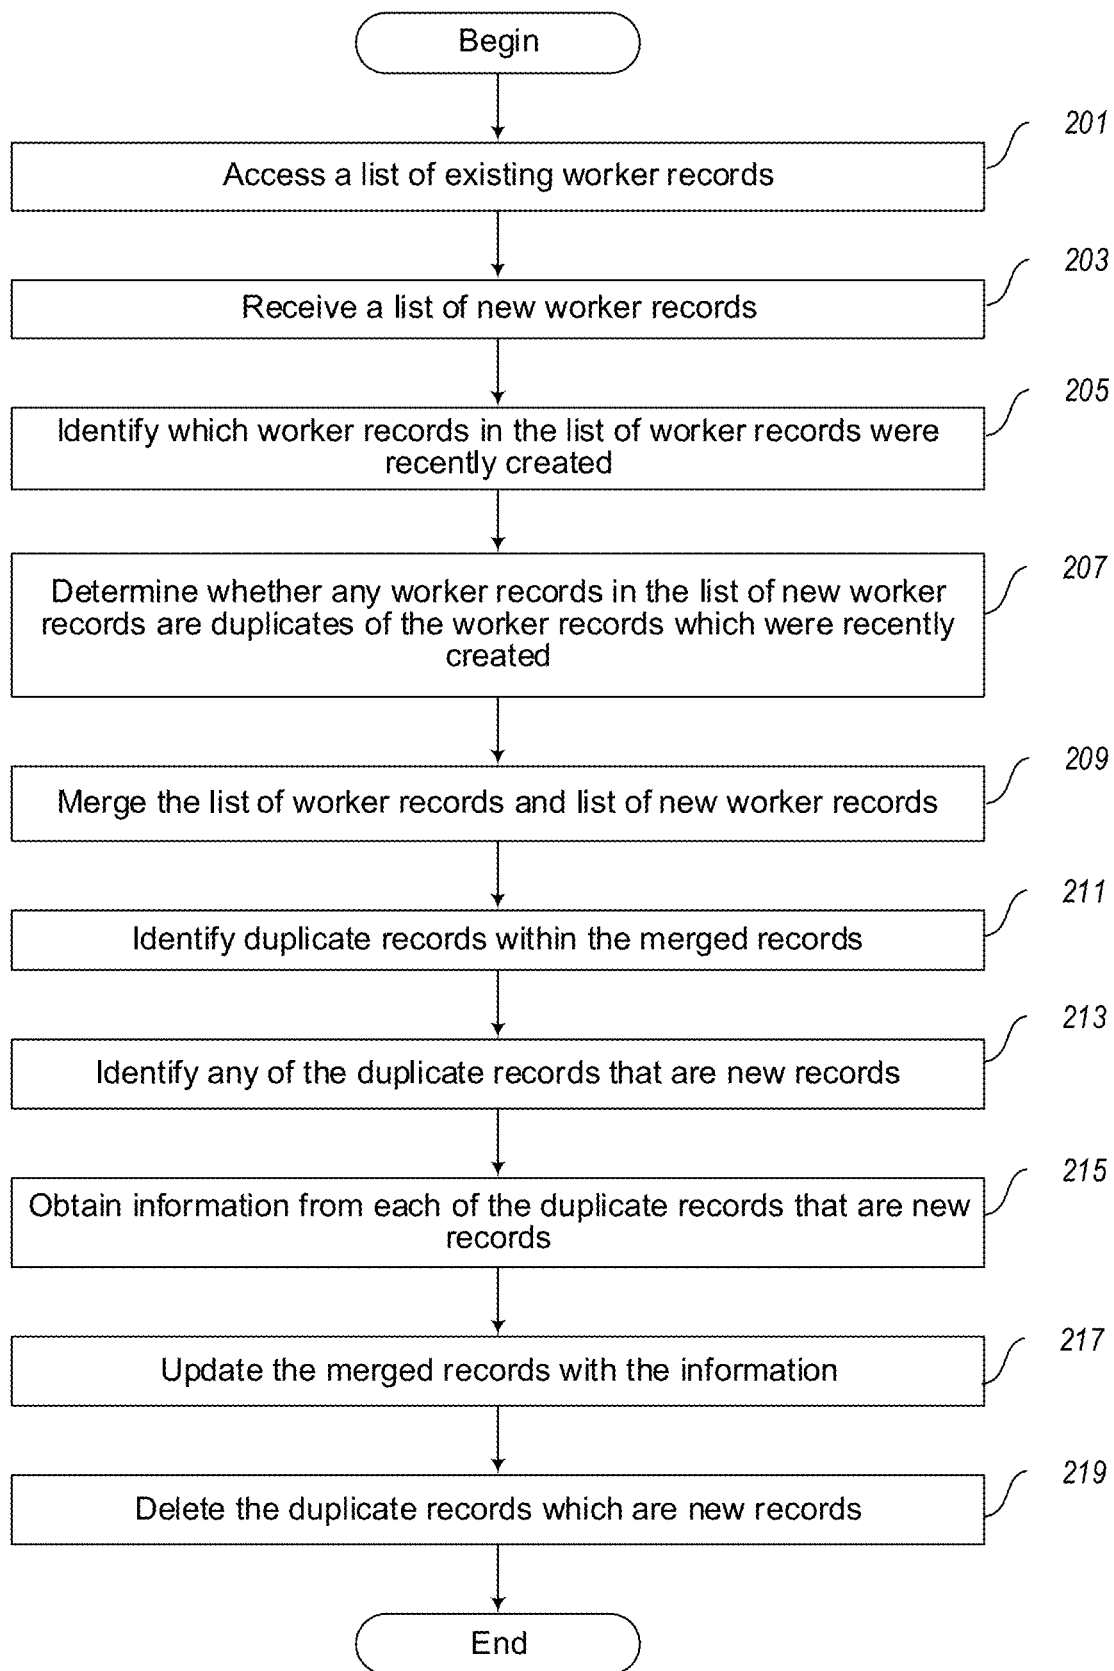 Begin
201
Access a list of existing worker records
203
Receive a list of new worker records
205
Identify which worker records in the list of worker records were
recently created
207
Determine whether any worker records in the list of new worker
records are duplicates of the worker records which were recently
created
209
Merge the list of worker records and list of new worker records
211
Identify duplicate records within the merged records
213
Identify any of the duplicate records that are new records
215
Obtain information from each of the duplicate records that are new
records
217
Update the merged records with the information
219
Delete the duplicate records which are new records
End